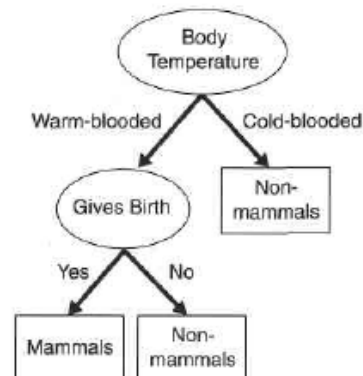 Body
Temperature
Warm-blooded
Cold-blooded
Gives Birth
Non-
mammals
Yes
No
Mammals
Non-
mammals